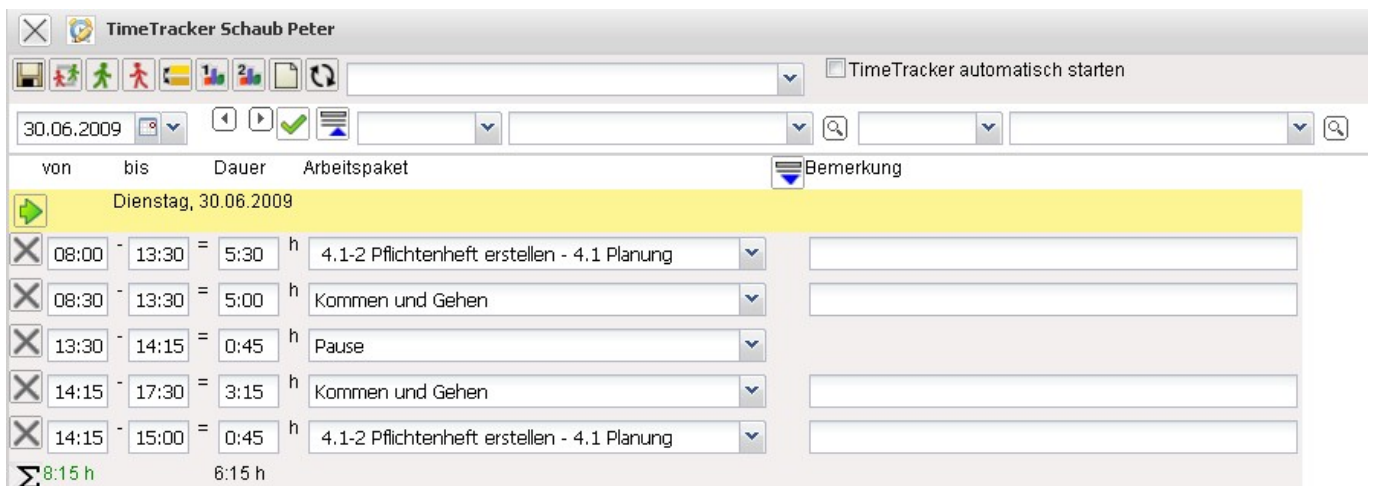 TimeTracker Schaub Peter
1 2 TimeTracker automatisch starten
30.06.2009
von bis Dauer Arbeitspaket Bemerkung
Dienstag, 30.06.2009
08:00 - 13:30 = 5:30 h 4.1-2 Pflichtenheft erstellen - 4.1 Planung
08:30 - 13:30 = 5:00 h Kommen und Gehen
13:30 - 14:15 = 0:45 h Pause
14:15 - 17:30 = 3:15 h Kommen und Gehen
14:15 - 15:00 = 0:45 h 4.1-2 Pflichtenheft erstellen - 4.1 Planung
Σ 8:15 h 6:15 h